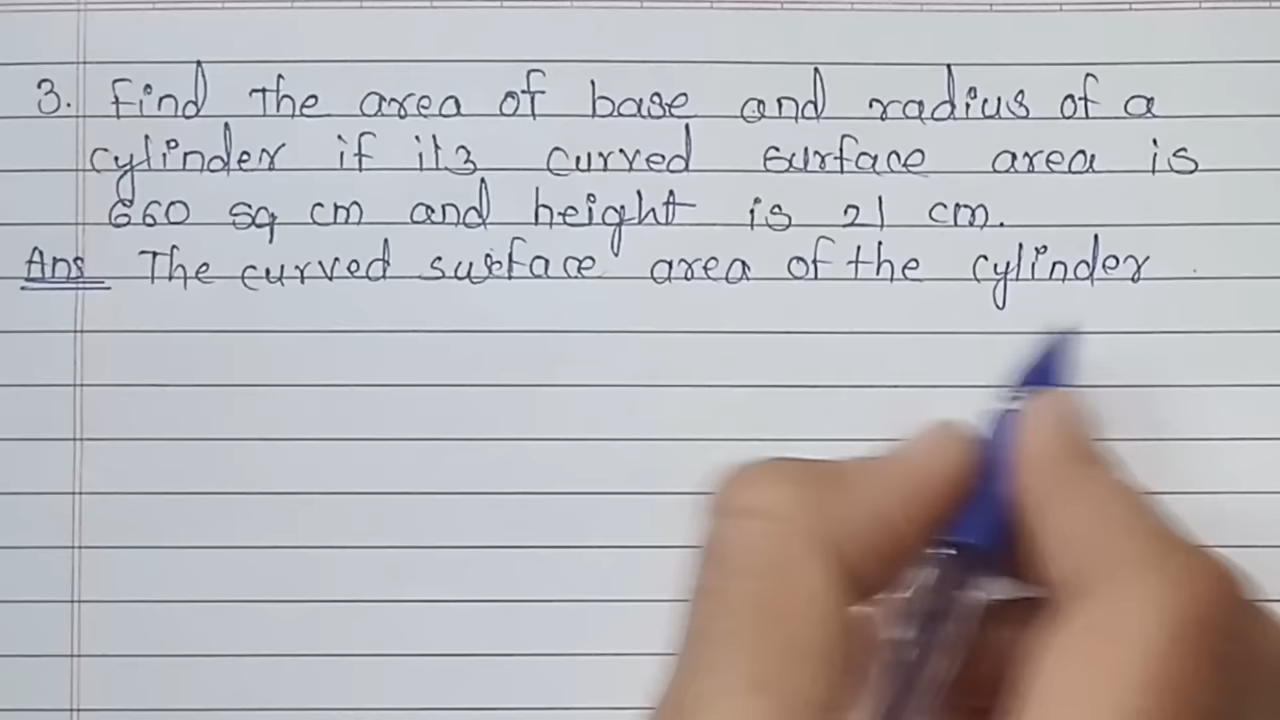 3. Find the area of base and radius of a
cylinder if its curved surface area is
660 sq cm and height is 21 cm.
Ans The curved surface area of the cylinder